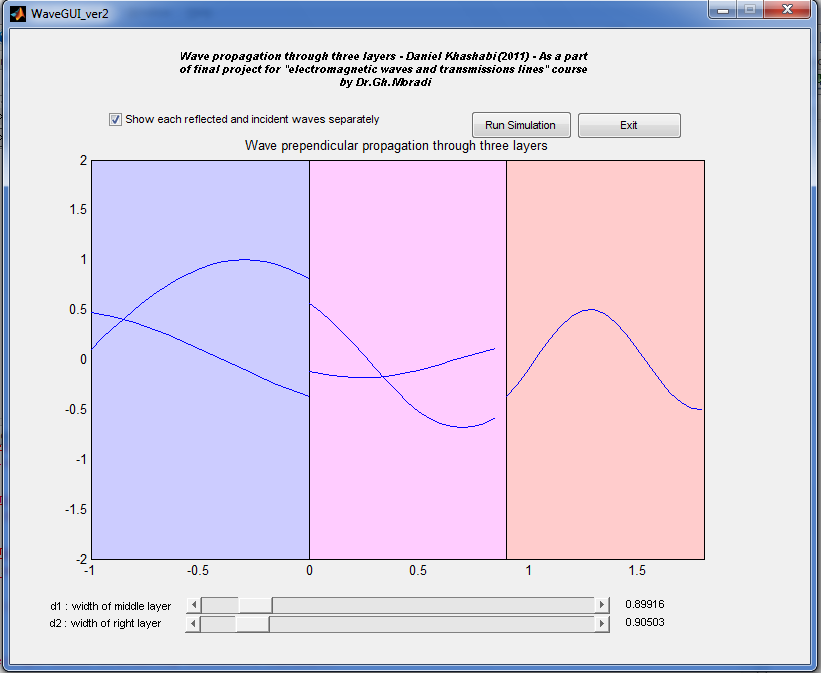 WaveGUI_ver2
Wave propagation through three layers - Daniel Khashabi(2011) - As a part
of final project for "electromagnetic waves and transmissions lines" course
by Dr.Gh.Moradi
Show each reflected and incident waves separately
Run Simulation
Exit
Wave prependicular propagation through three layers
2
1.5
1
0.5
0
-0.5
-1
-1.5
-2
-1
-0.5
0
0.5
1
1.5
d1 : width of middle layer
0.89916
d2 : width of right layer
0.90503